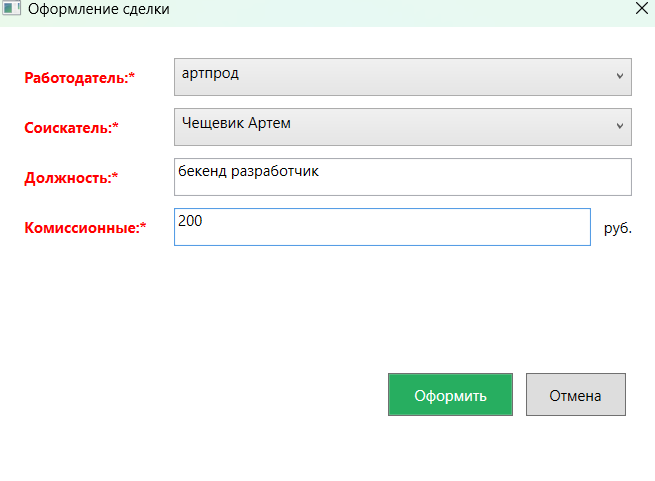 Оформление сделки
Работодатель:* артпрод
Соискатель:* Чещевик Артем
Должность:* бекенд разработчик
Комиссионные:* 200 руб.
Оформить Отмена